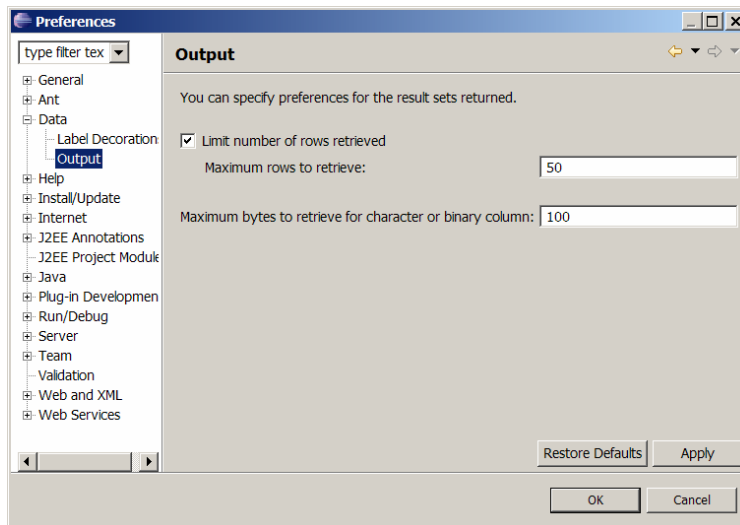 Preferences
type filter tex
General
Ant
Data
Label Decoration
Output
Help
Install/Update
Internet
J2EE Annotations
J2EE Project Module
Java
Plug-in Developmen
Run/Debug
Server
Team
Validation
Web and XML
Web Services
Output
You can specify preferences for the result sets returned.
Limit number of rows retrieved
Maximum rows to retrieve: 50
Maximum bytes to retrieve for character or binary column: 100
Restore Defaults Apply
OK Cancel